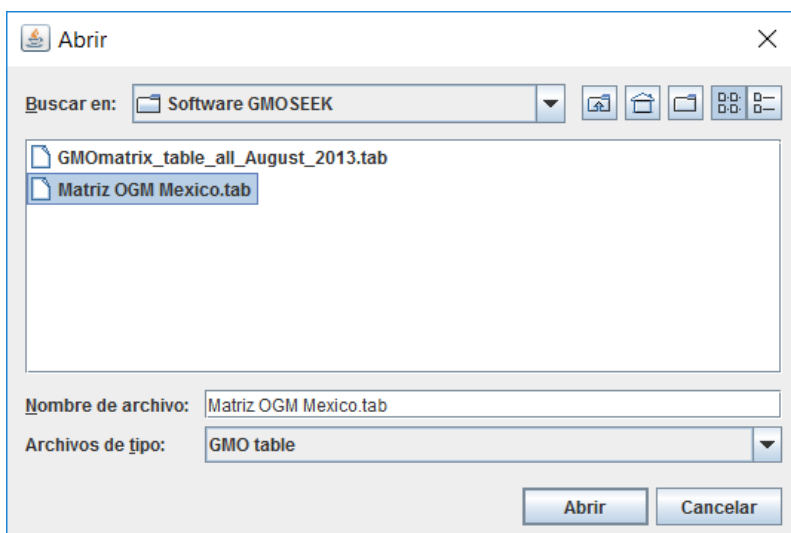 Abrir
Buscar en: Software GMOSEEK
GMOmatrix_table_all_August_2013.tab
Matriz OGM Mexico.tab
Nombre de archivo: Matriz OGM Mexico.tab
Archivos de tipo: GMO table
Abrir Cancelar